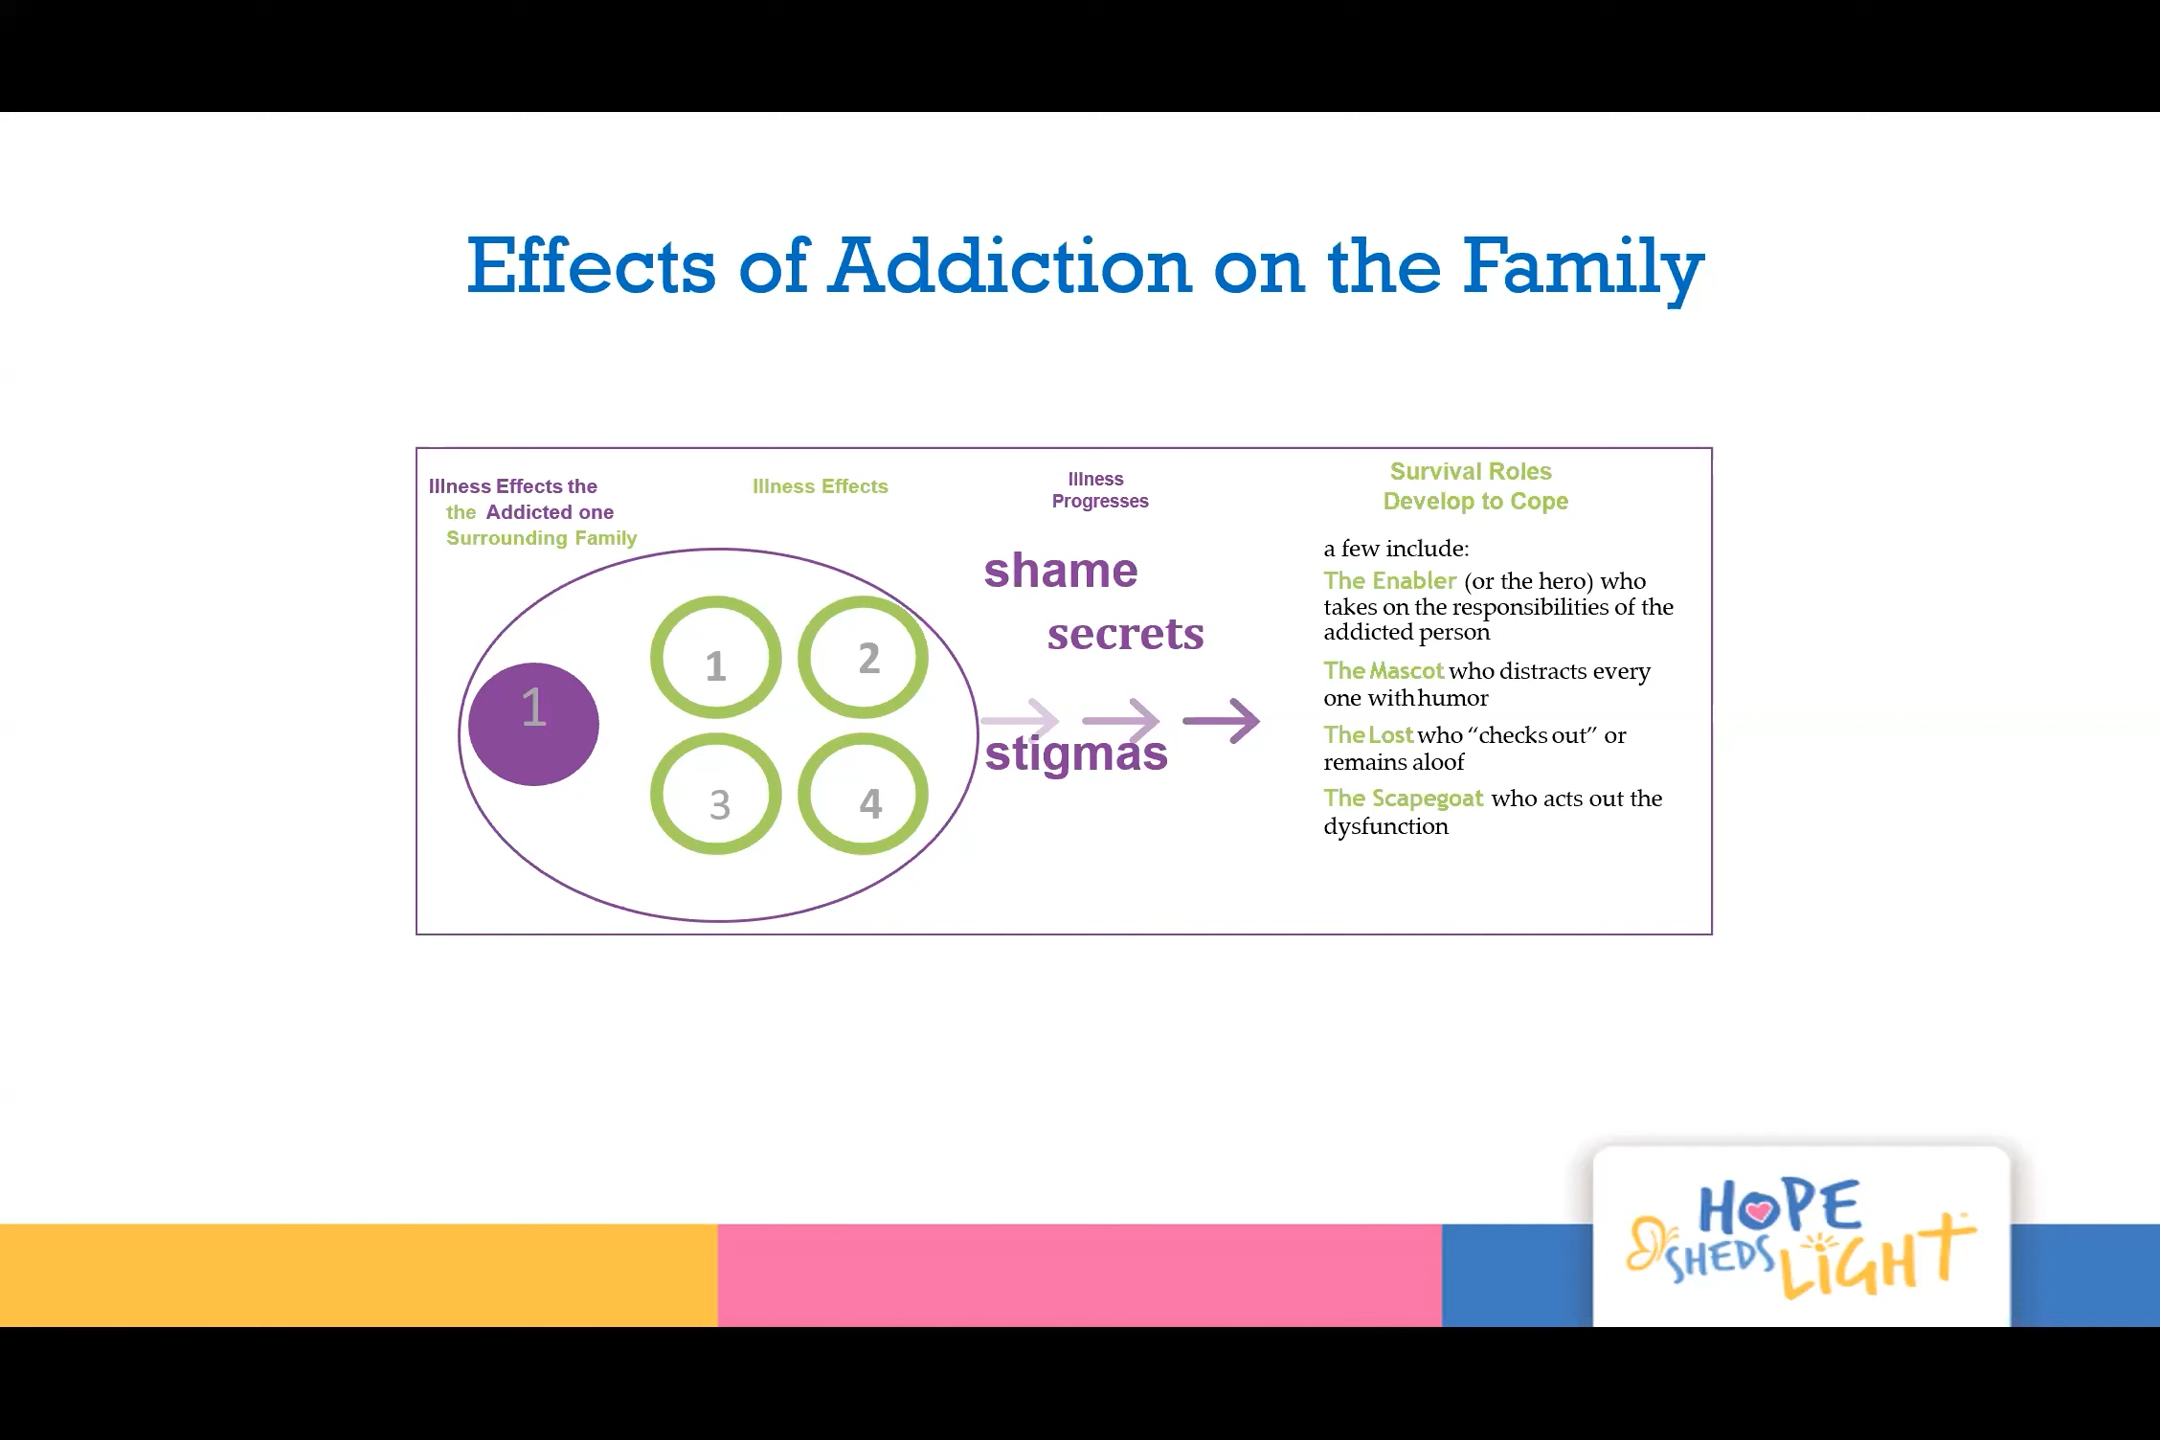 Effects of Addiction on the Family
Illness Effects the
the Addicted one
Surrounding Family
Illness Effects
Illness
Progresses
Survival Roles
Develop to Cope
1
1
2
3
4
shame
secrets
stigmas
a few include:
The Enabler (or the hero) who
takes on the responsibilities of the
addicted person
The Mascot who distracts every
one with humor
The Lost who “checks out” or
remains aloof
The Scapegoat who acts out the
dysfunction
HOPE
SHEDS LiGHT